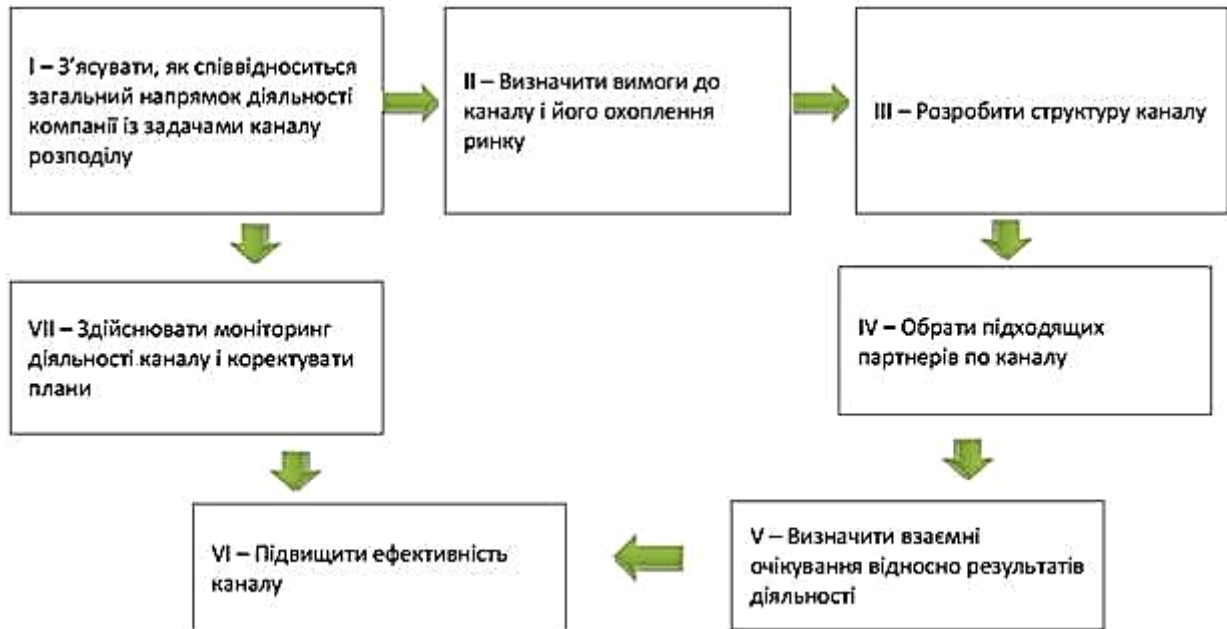 I – З’ясувати, як співвідноситься
загальний напрямок діяльності
компанії із задачами каналу
розподілу
II – Визначити вимоги до
каналу і його охоплення
ринку
III – Розробити структуру каналу
IV – Обрати підходящих
партнерів по каналу
V – Визначити взаємні
очікування відносно результатів
діяльності
VI – Підвищити ефективність
каналу
VII – Здійснювати моніторинг
діяльності каналу і коректувати
плани